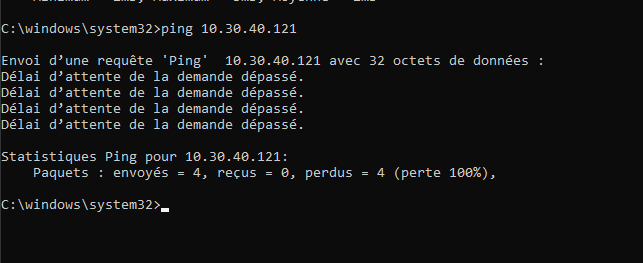 C:\windows\system32>ping 10.30.40.121
Envoi d’une requête 'Ping'  10.30.40.121 avec 32 octets de données :
Délai d’attente de la demande dépassé.
Délai d’attente de la demande dépassé.
Délai d’attente de la demande dépassé.
Délai d’attente de la demande dépassé.
Statistiques Ping pour 10.30.40.121:
    Paquets : envoyés = 4, reçus = 0, perdus = 4 (perte 100%),
C:\windows\system32>